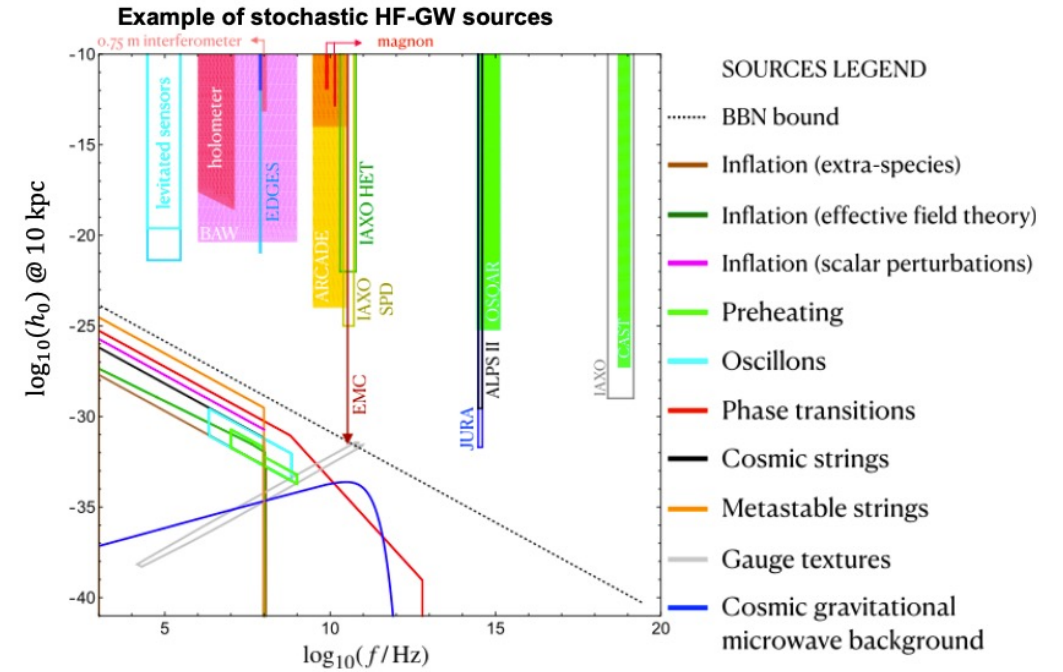 Example of stochastic HF-GW sources
0.75 m interferometer
magnon
-10
-15
-20
-25
-30
-35
-40
log₁₀(h₀) @ 10 kpc
levitated sensors
holometer
BAW
EDGES
ARCADE
IAXO HET
IAXO
SPD
EMC
OSQAR
ALPS II
JURA
IAXO
CAST
5
10
15
20
log₁₀(f/Hz)
SOURCES LEGEND
BBN bound
Inflation (extra-species)
Inflation (effective field theory)
Inflation (scalar perturbations)
Preheating
Oscillons
Phase transitions
Cosmic strings
Metastable strings
Gauge textures
Cosmic gravitational
microwave background